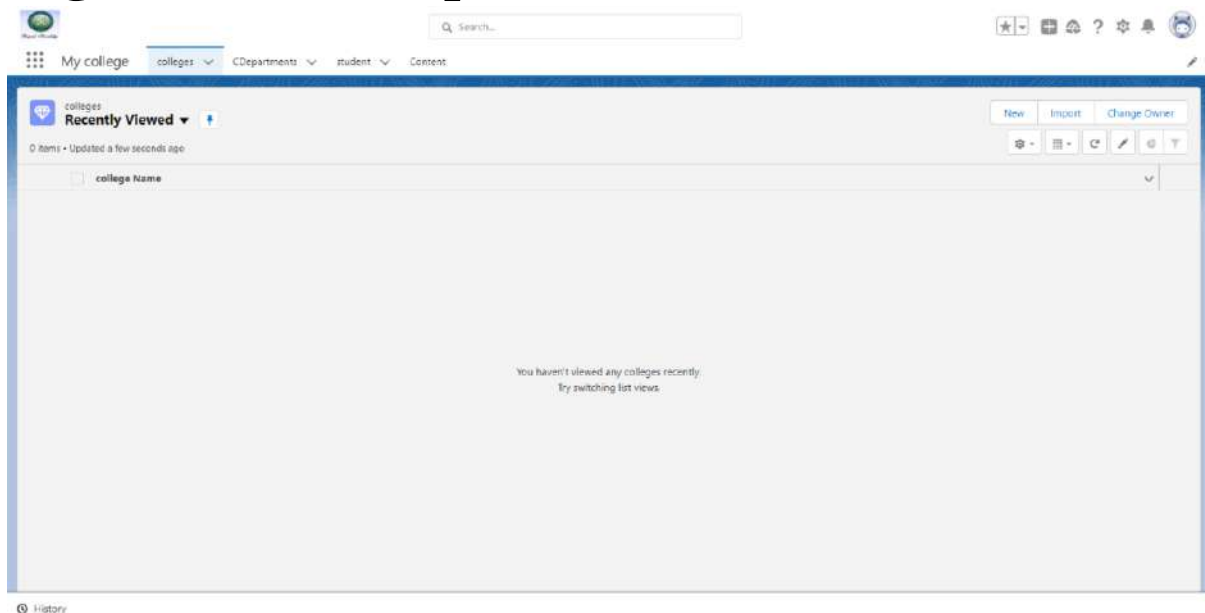 Search...
My college colleges CDepartments student Content
colleges
Recently Viewed
New Import Change Owner
0 items • Updated a few seconds ago
college Name
You haven't viewed any colleges recently.
Try switching list views.
History